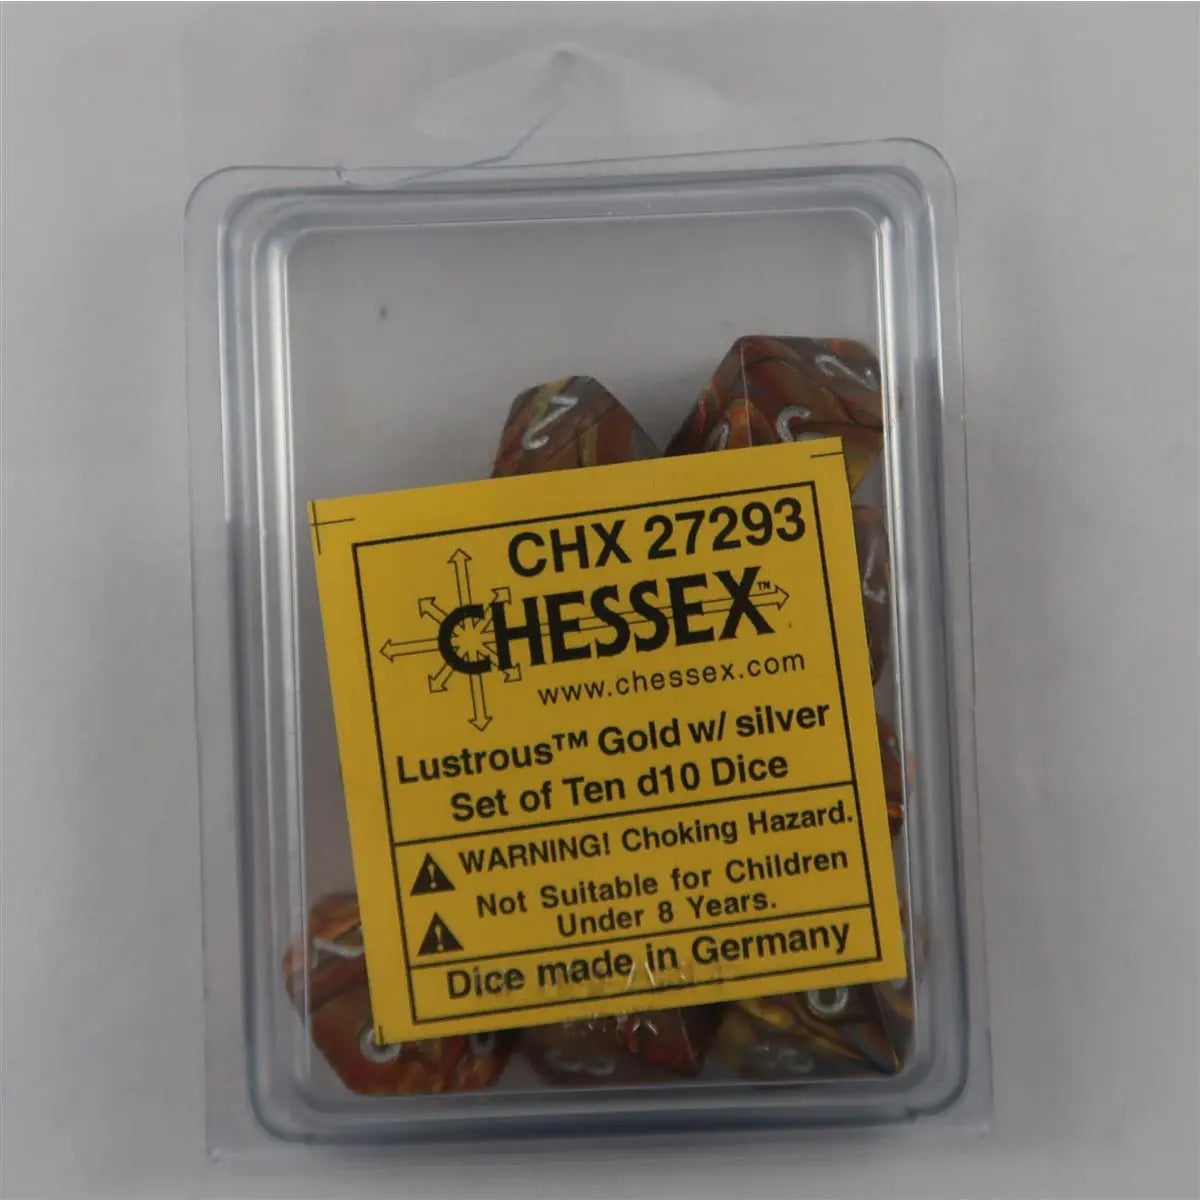 CHX 27293
CHESSEX™
www.chessex.com
Lustrous™ Gold w/ silver
Set of Ten d10 Dice
WARNING! Choking Hazard.
Not Suitable for Children
Under 8 Years.
Dice made in Germany